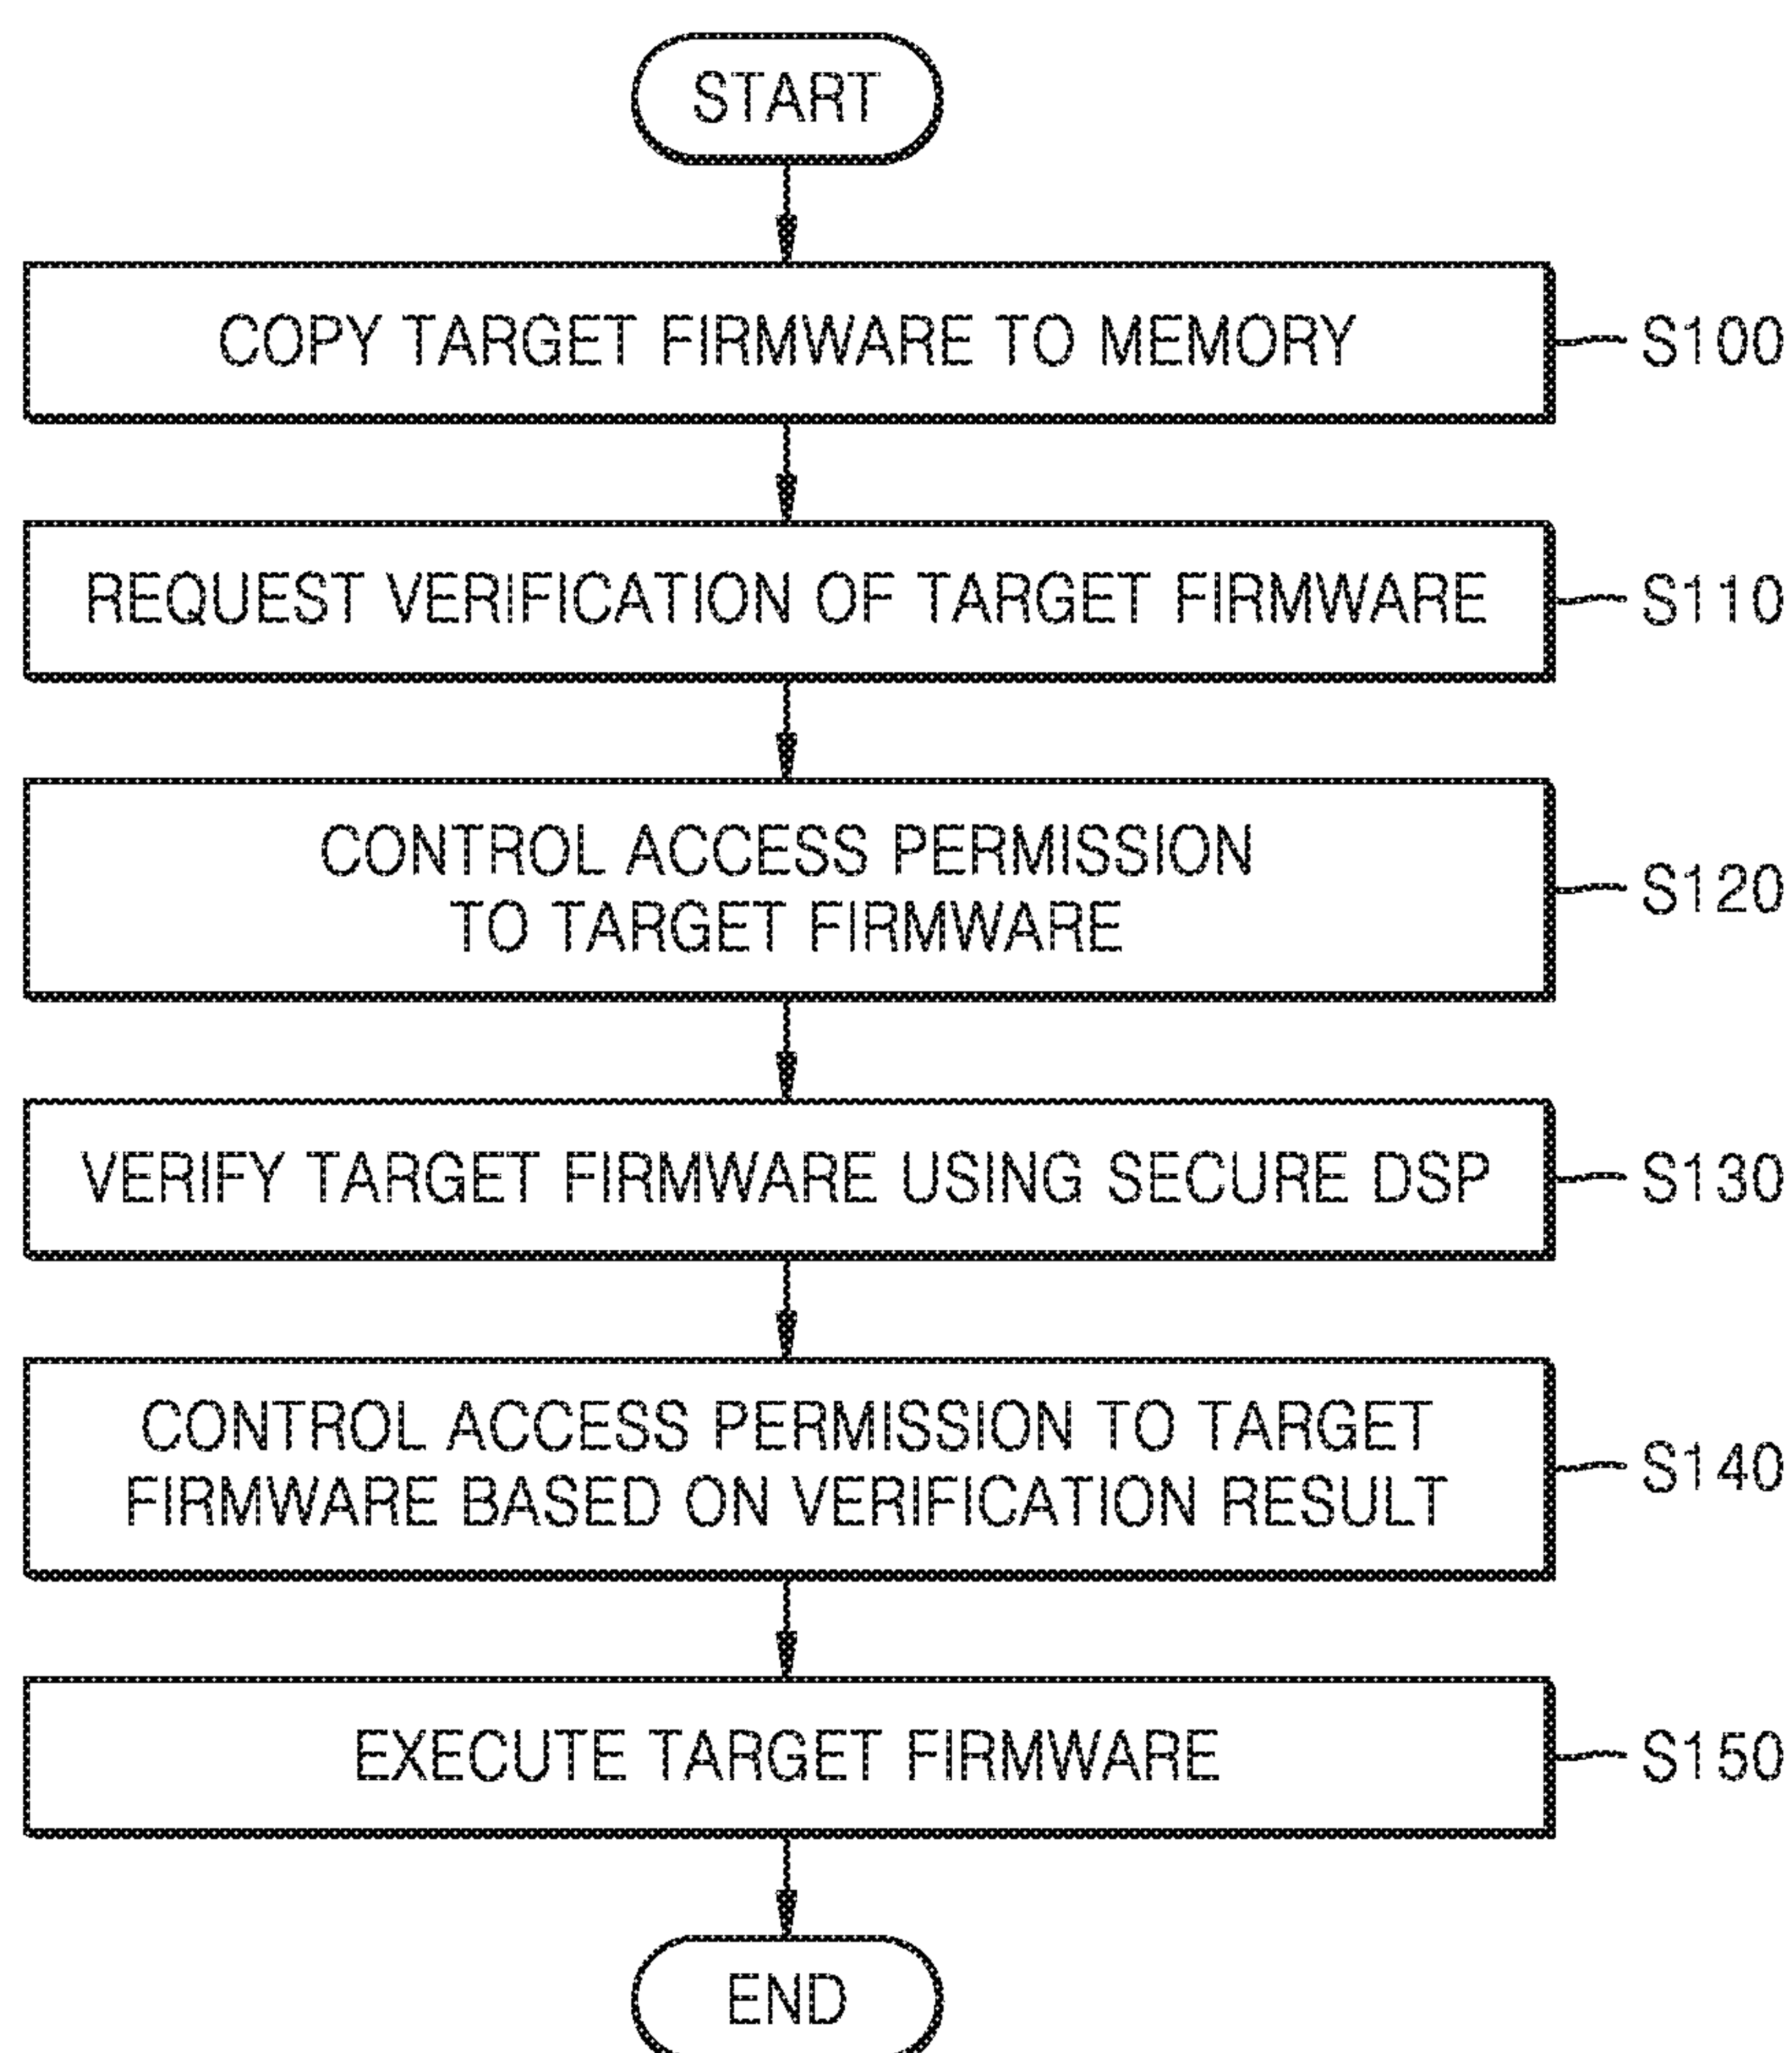 START
COPY TARGET FIRMWARE TO MEMORY
S100
REQUEST VERIFICATION OF TARGET FIRMWARE
S110
CONTROL ACCESS PERMISSION
TO TARGET FIRMWARE
S120
VERIFY TARGET FIRMWARE USING SECURE DSP
S130
CONTROL ACCESS PERMISSION TO TARGET
FIRMWARE BASED ON VERIFICATION RESULT
S140
EXECUTE TARGET FIRMWARE
S150
END